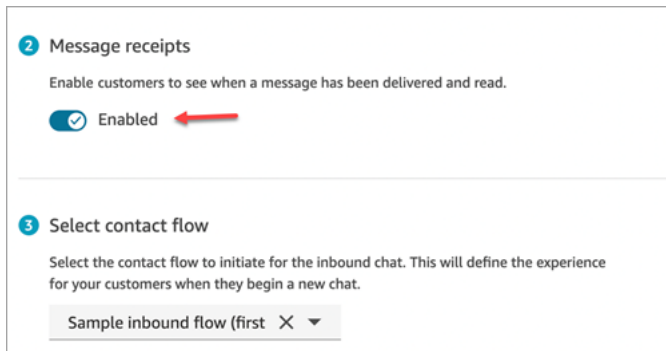 2 Message receipts
Enable customers to see when a message has been delivered and read.
Enabled
3 Select contact flow
Select the contact flow to initiate for the inbound chat. This will define the experience
for your customers when they begin a new chat.
Sample inbound flow (first